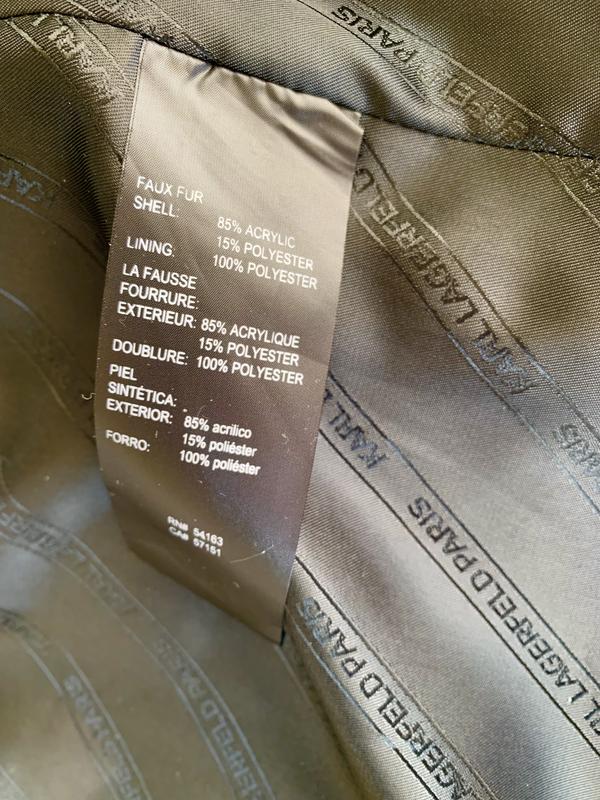 FAUX FUR
SHELL: 85% ACRYLIC
15% POLYESTER
LINING: 100% POLYESTER
LA FAUSSE
FOURRURE:
EXTERIEUR: 85% ACRYLIQUE
15% POLYESTER
DOUBLURE: 100% POLYESTER
PIEL
SINTÉTICA:
EXTERIOR: 85% acrilico
15% poliéster
FORRO: 100% poliéster
RN# 54163
CA# 57151
KARL LAGERFELD PARIS
KARL LAGERFELD PARIS
KARL LAGERFELD PARIS